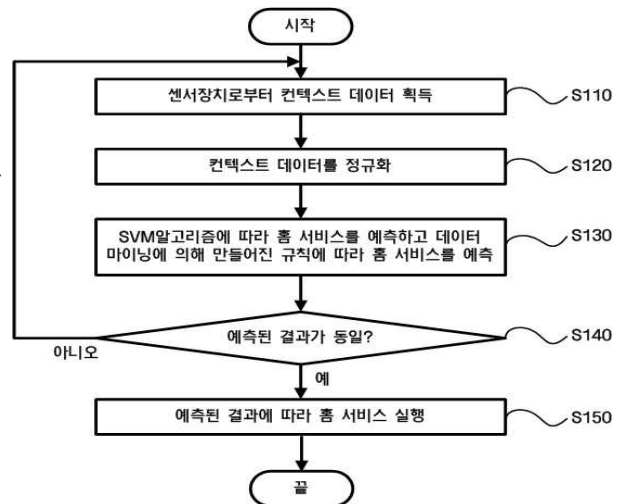 시작
센서장치로부터 컨텍스트 데이터 획득
S110
컨텍스트 데이터를 정규화
S120
SVM알고리즘에 따라 홈 서비스를 예측하고 데이터
마이닝에 의해 만들어진 규칙에 따라 홈 서비스를 예측
S130
예측된 결과가 동일?
S140
아니오
예
예측된 결과에 따라 홈 서비스 실행
S150
끝